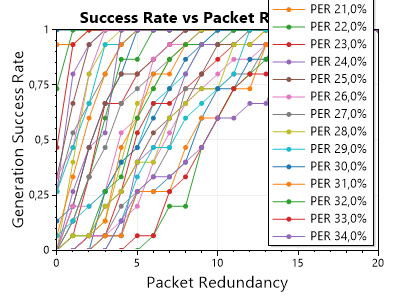 Success Rate vs Packet R
PER 21,0%
PER 22,0%
PER 23,0%
PER 24,0%
PER 25,0%
PER 26,0%
PER 27,0%
PER 28,0%
PER 29,0%
PER 30,0%
PER 31,0%
PER 32,0%
PER 33,0%
PER 34,0%
Generation Success Rate
1
0,75
0,5
0,25
0
0
5
10
15
20
Packet Redundancy